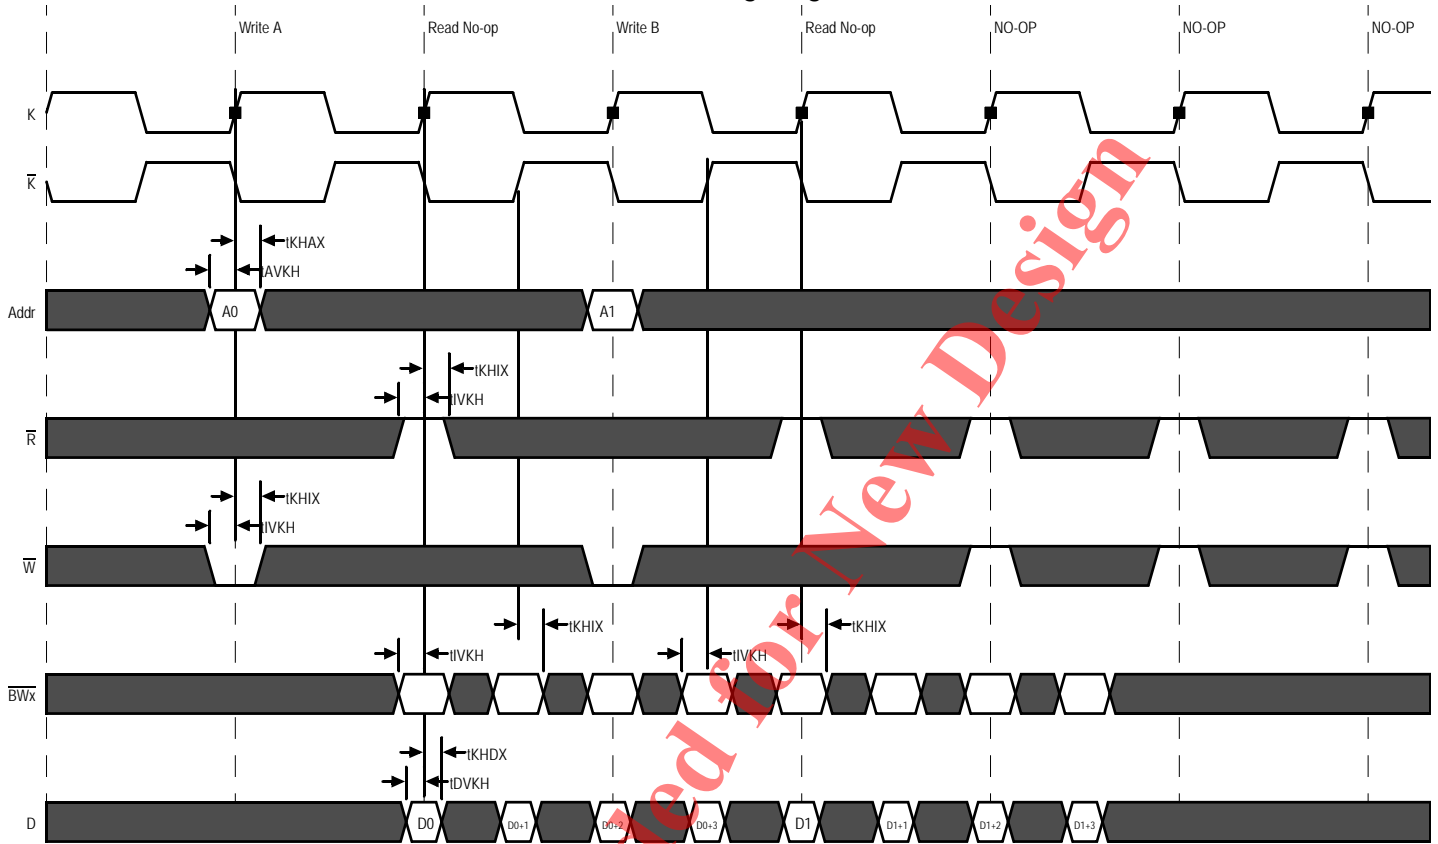 Write A Read No-op Write B Read No-op NO-OP NO-OP NO-OP
K
K
tKHAX
tAVKH
Addr A0 A1
tKHIX
tIVKH
R
tKHIX
tIVKH
W
tKHIX tKHIX
tIVKH tIVKH
BWx
tKHDX
tDVKH
D D0 D0+1 D0+2 D0+3 D1 D1+1 D1+2 D1+3
ded for New Design